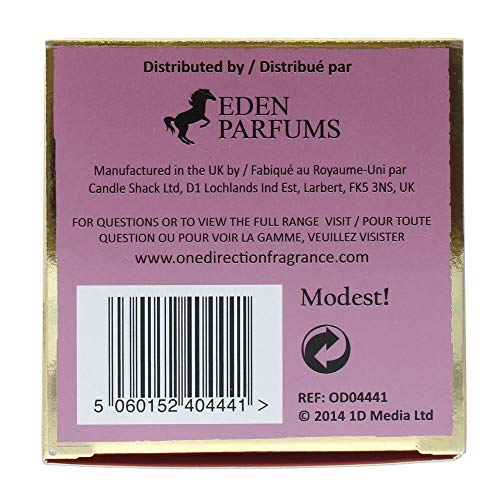 Distributed by / Distribué par
EDEN
PARFUMS
Manufactured in the UK by / Fabiqué au Royaume-Uni par
Candle Shack Ltd, D1 Lochlands Ind Est, Larbert, FK5 3NS, UK
FOR QUESTIONS OR TO VIEW THE FULL RANGE VISIT / POUR TOUTE
QUESTION OU POUR VOIR LA GAMME, VEUILLEZ VISISTER
www.onedirectionfragrance.com
Modest!
5 060152 404441 >
REF: OD04441
© 2014 1D Media Ltd